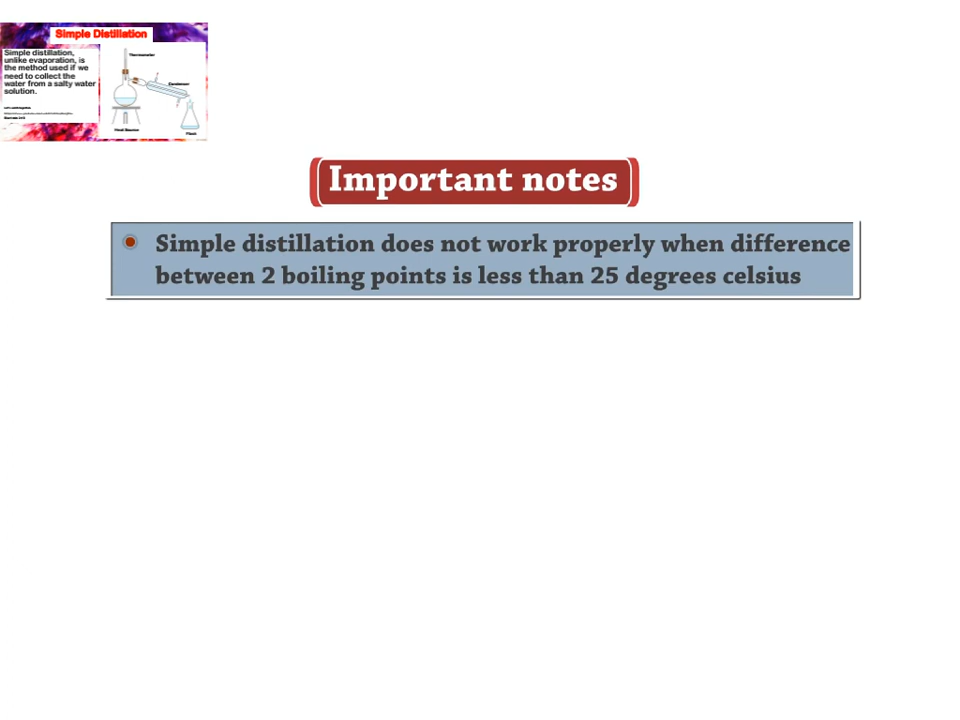 Simple Distillation
Simple distillation,
unlike evaporation, is
the method used if we
need to collect the
water from a salty water
solution.
Thermometer
Condenser
Heat Source
Flask
Important notes
Simple distillation does not work properly when difference
between 2 boiling points is less than 25 degrees celsius